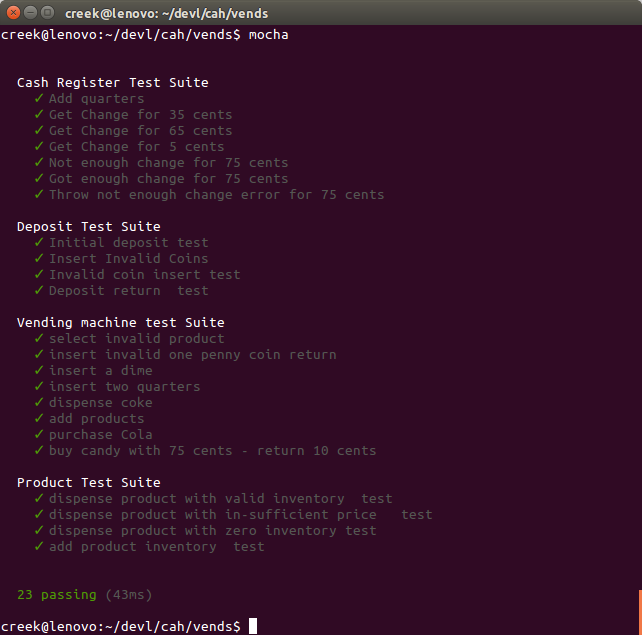 creek@lenovo: ~/devl/cah/vends
creek@lenovo:~/devl/cah/vends$ mocha
Cash Register Test Suite
✓ Add quarters
✓ Get Change for 35 cents
✓ Get Change for 65 cents
✓ Get Change for 5 cents
✓ Not enough change for 75 cents
✓ Got enough change for 75 cents
✓ Throw not enough change error for 75 cents
Deposit Test Suite
✓ Initial deposit test
✓ Insert Invalid Coins
✓ Invalid coin insert test
✓ Deposit return  test
Vending machine test Suite
✓ select invalid product
✓ insert invalid one penny coin return
✓ insert a dime
✓ insert two quarters
✓ dispense coke
✓ add products
✓ purchase Cola
✓ buy candy with 75 cents - return 10 cents
Product Test Suite
✓ dispense product with valid inventory  test
✓ dispense product with in-sufficient price   test
✓ dispense product with zero inventory test
✓ add product inventory  test
23 passing (43ms)
creek@lenovo:~/devl/cah/vends$